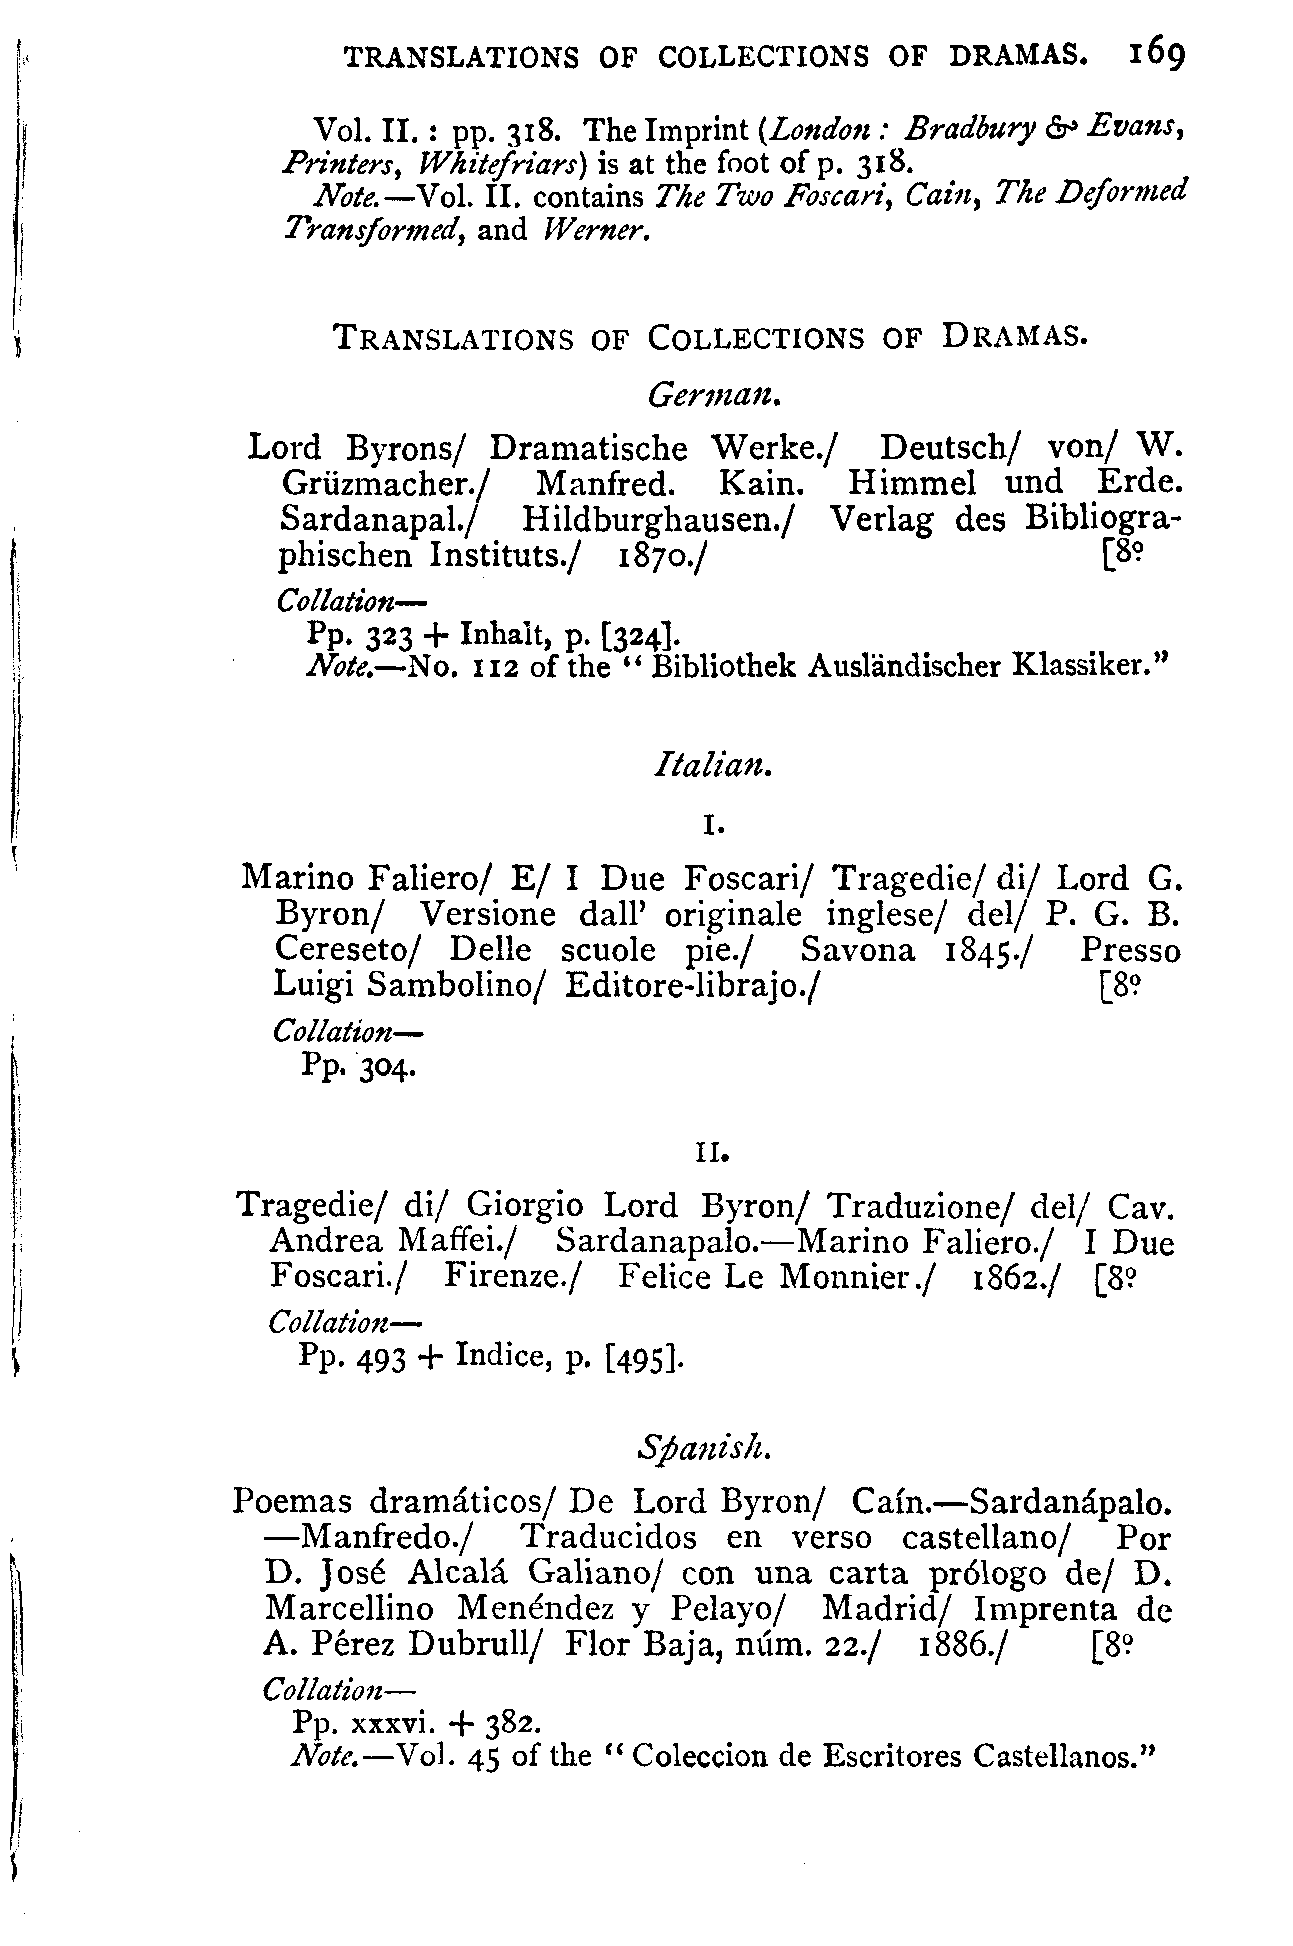 TRANSLATIONS OF COLLECTIONS OF DRAMAS. 169
Vol. II. : pp. 318. The Imprint (London : Bradbury & Evans,
Printers, Whitefriars) is at the foot of p. 318.
Note.—Vol. II. contains The Two Foscari, Cain, The Deformed
Transformed, and Werner.
TRANSLATIONS OF COLLECTIONS OF DRAMAS.
German.
Lord Byrons/ Dramatische Werke./ Deutsch/ von/ W.
Grüzmacher./ Manfred. Kain. Himmel und Erde.
Sardanapal./ Hildburghausen./ Verlag des Bibliogra-
phischen Instituts./ 1870./ [8º
Collation—
Pp. 323 + Inhalt, p. [324].
Note.—No. 112 of the “ Bibliothek Ausländischer Klassiker.”
Italian.
I.
Marino Faliero/ E/ I Due Foscari/ Tragedie/ di/ Lord G.
Byron/ Versione dall’ originale inglese/ del/ P. G. B.
Cereseto/ Delle scuole pie./ Savona 1845./ Presso
Luigi Sambolino/ Editore-librajo./ [8º
Collation—
Pp. 304.
II.
Tragedie/ di/ Giorgio Lord Byron/ Traduzione/ del/ Cav.
Andrea Maffei./ Sardanapalo.—Marino Faliero./ I Due
Foscari./ Firenze./ Felice Le Monnier./ 1862./ [8º
Collation—
Pp. 493 + Indice, p. [495].
Spanish.
Poemas dramáticos/ De Lord Byron/ Caín.—Sardanápalo.
—Manfredo./ Traducidos en verso castellano/ Por
D. José Alcalá Galiano/ con una carta prólogo de/ D.
Marcellino Menéndez y Pelayo/ Madrid/ Imprenta de
A. Pérez Dubrull/ Flor Baja, núm. 22./ 1886./ [8º
Collation—
Pp. xxxvi. + 382.
Note.—Vol. 45 of the “ Coleccion de Escritores Castellanos.”